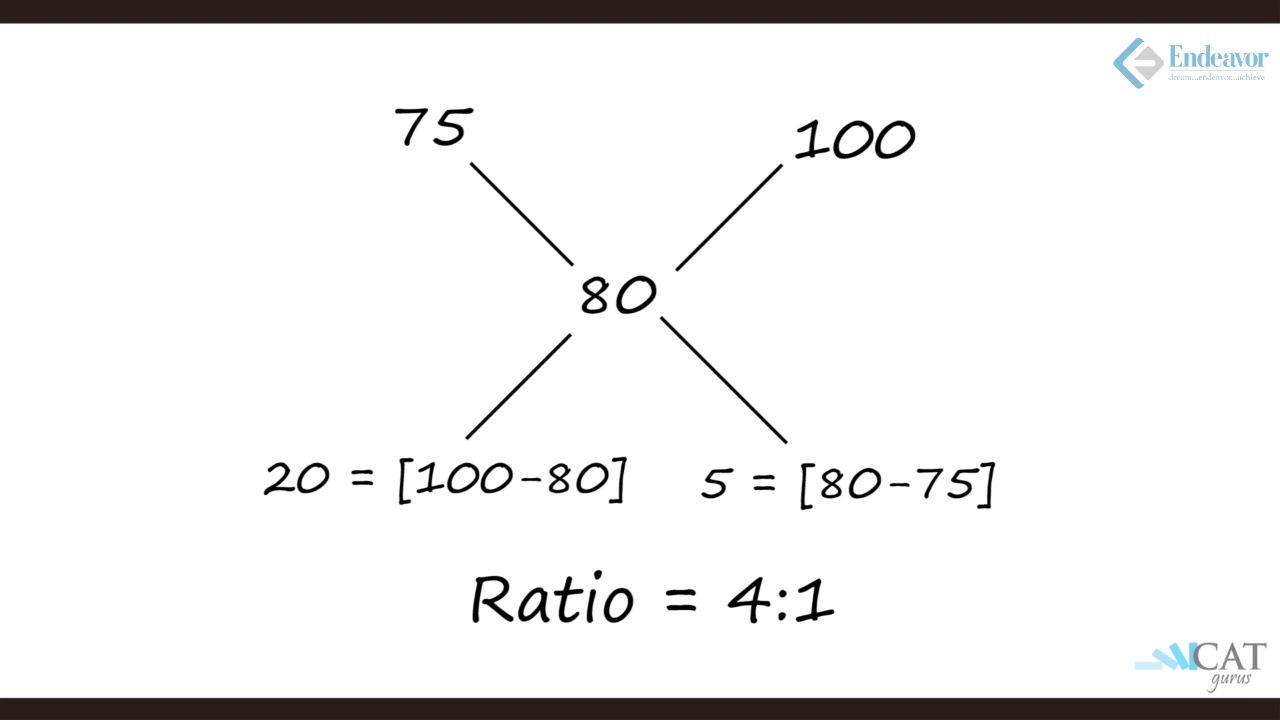 Endeavor
dream...endeavor...achieve
75
100
80
20 = [100-80]
5 = [80-75]
Ratio = 4:1
CAT
gurus